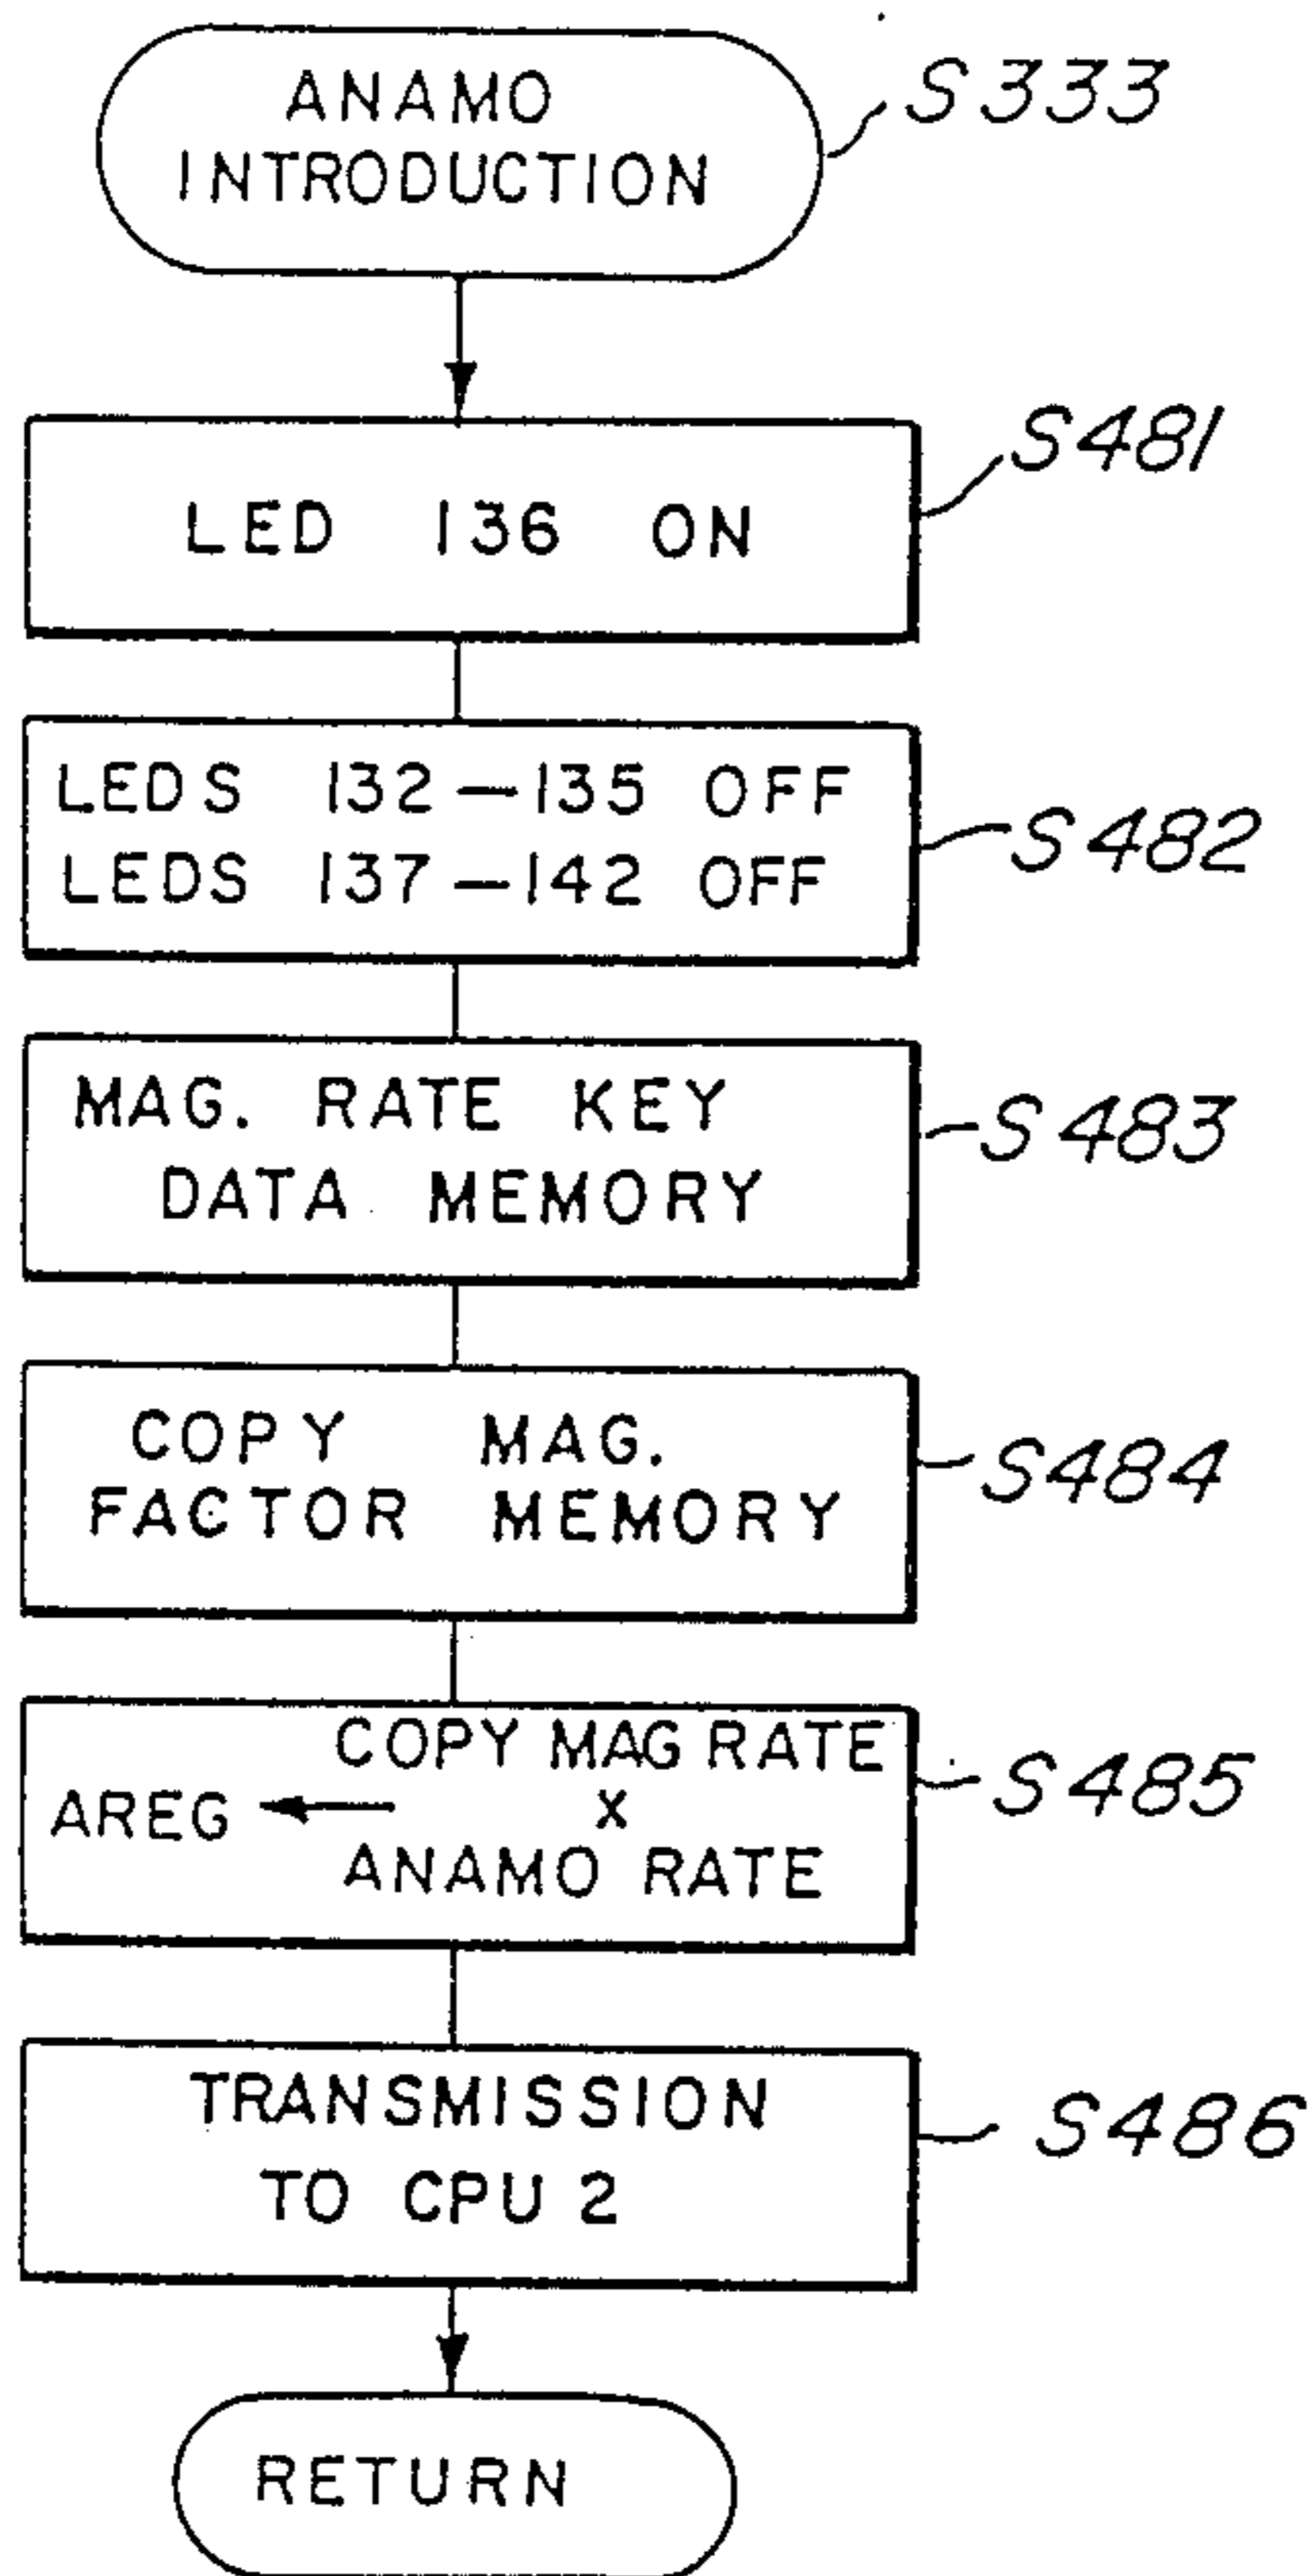 ANAMO
INTRODUCTION
S333
LED 136 ON
S481
LEDS 132—135 OFF
LEDS 137—142 OFF
S482
MAG. RATE KEY
DATA MEMORY
S483
COPY MAG.
FACTOR MEMORY
S484
COPY MAG RATE
AREG ← x
ANAMO RATE
S485
TRANSMISSION
TO CPU 2
S486
RETURN